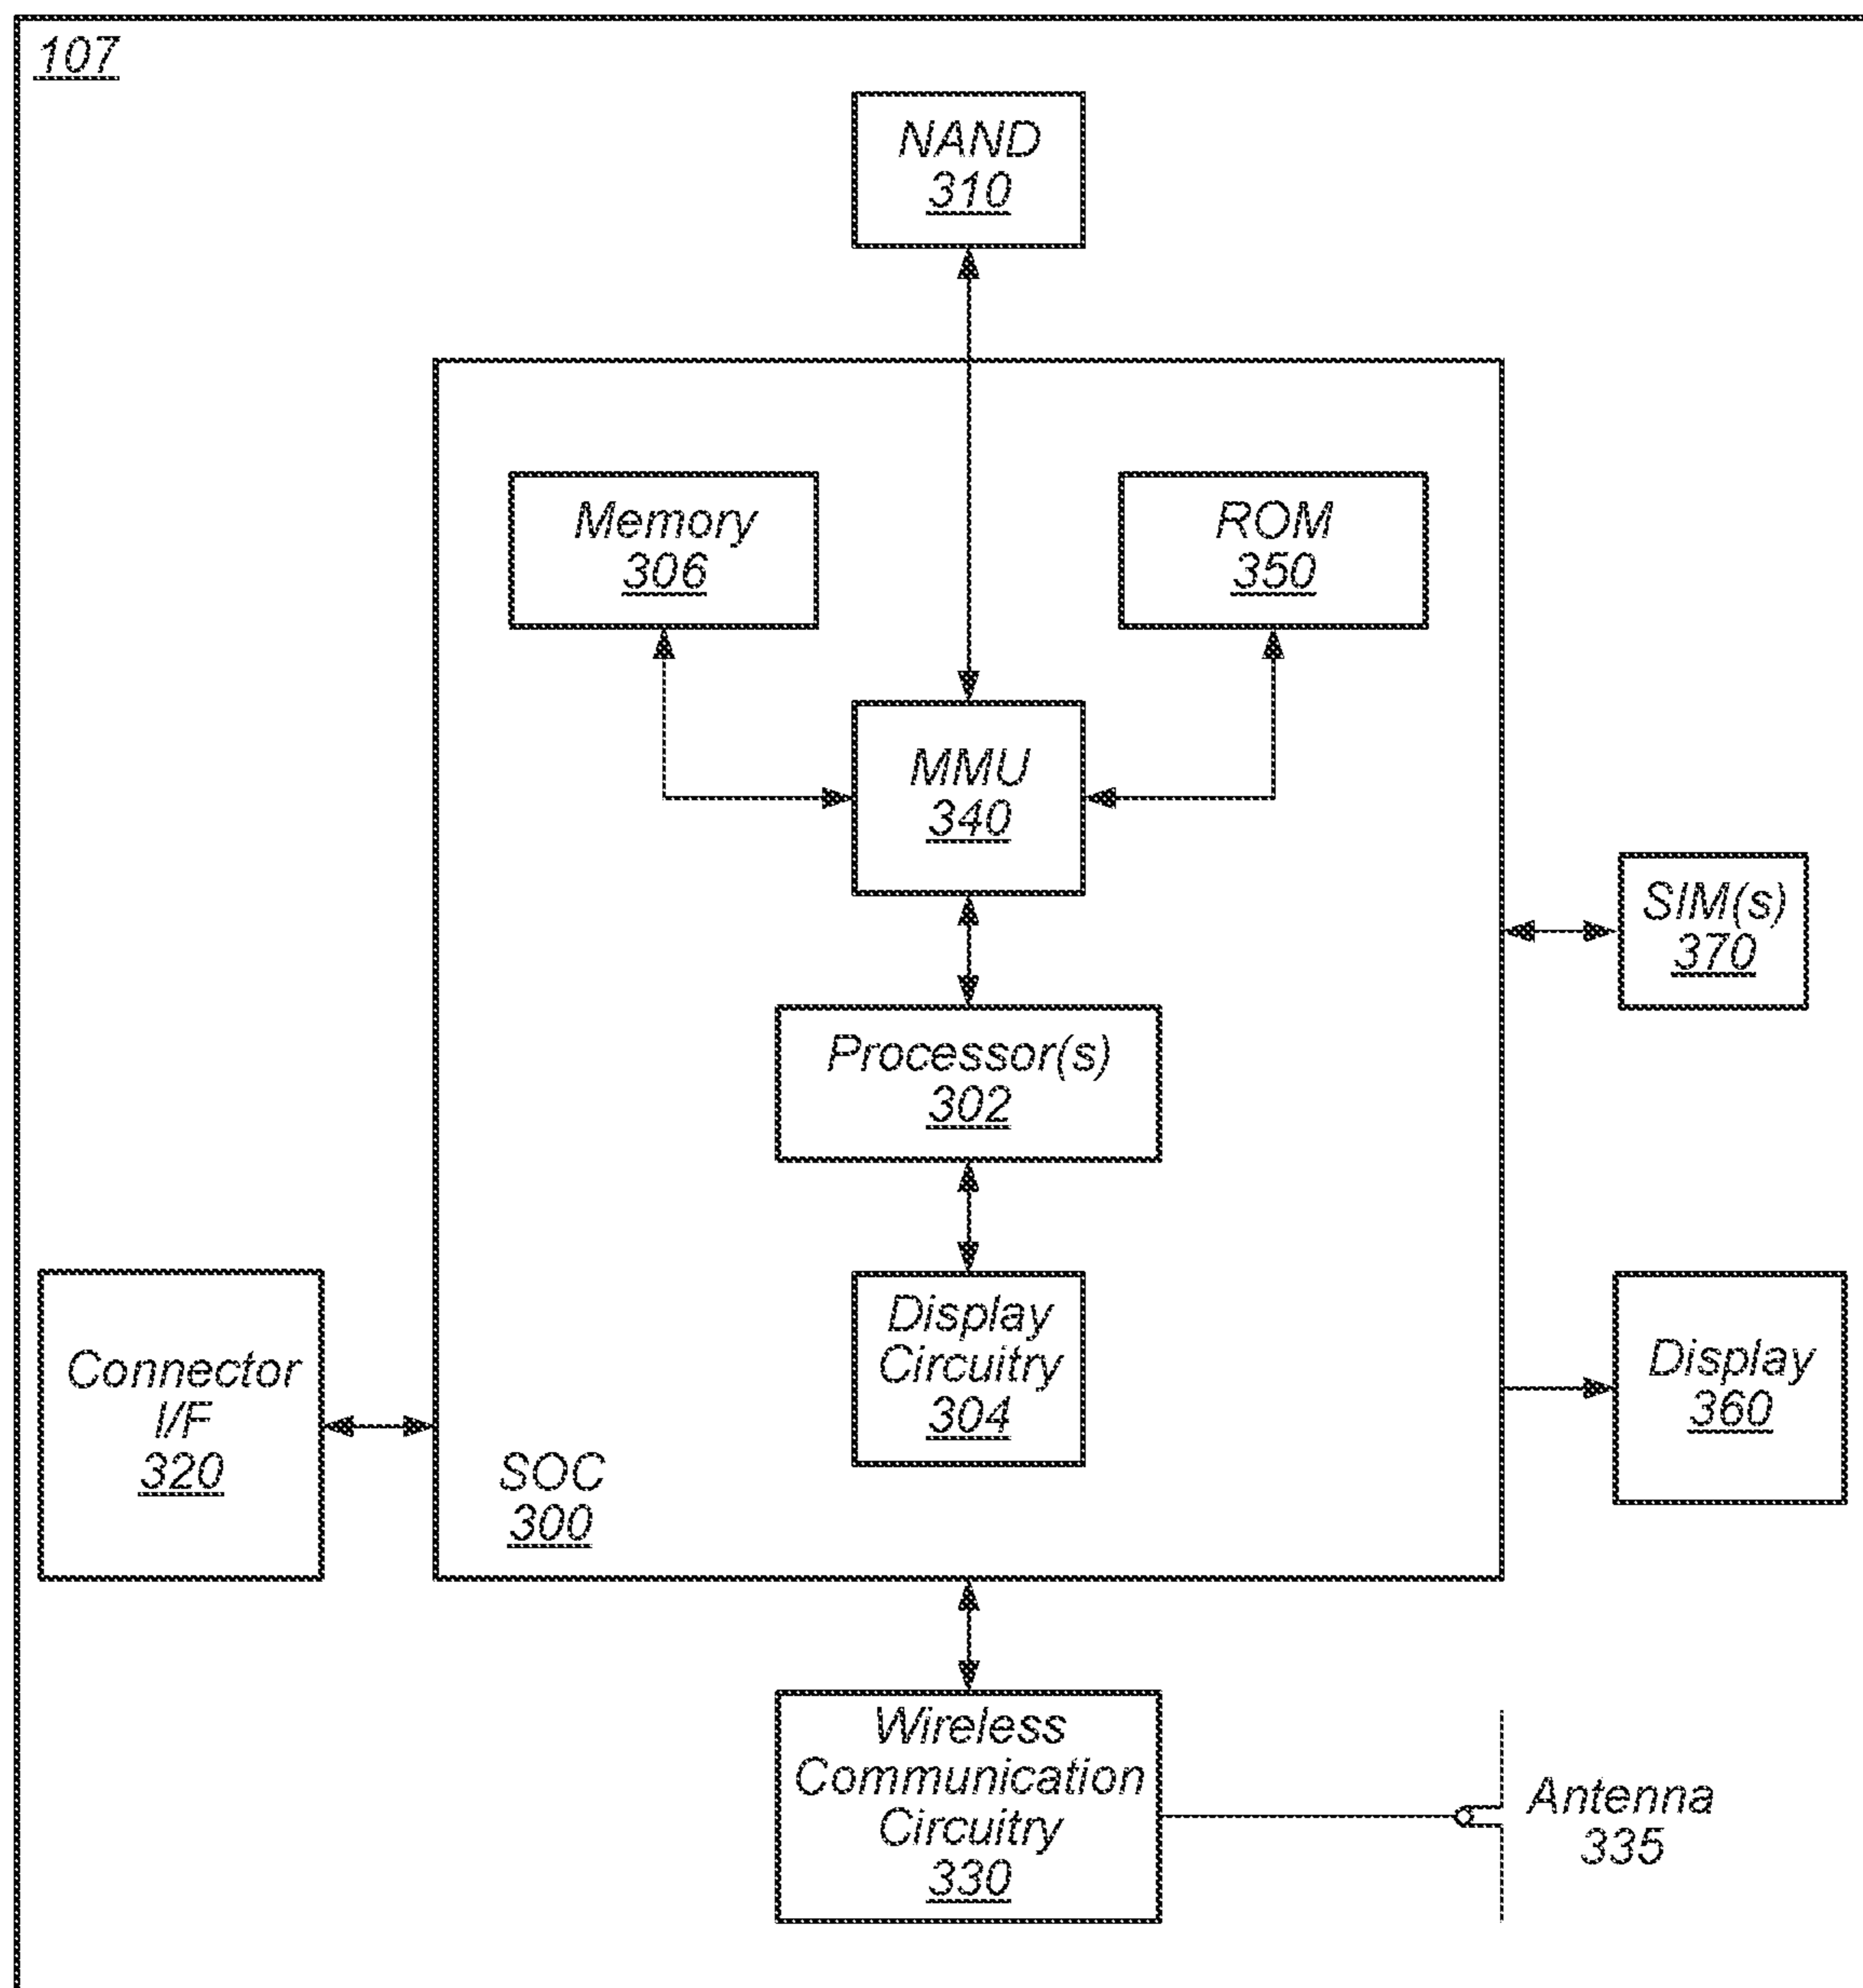 107
NAND
310
Memory
306
ROM
350
MMU
340
SIM(s)
370
Processor(s)
302
Display
Circuitry
304
Connector
I/F
320
Display
360
SOC
300
Wireless
Communication
Circuitry
330
Antenna
335